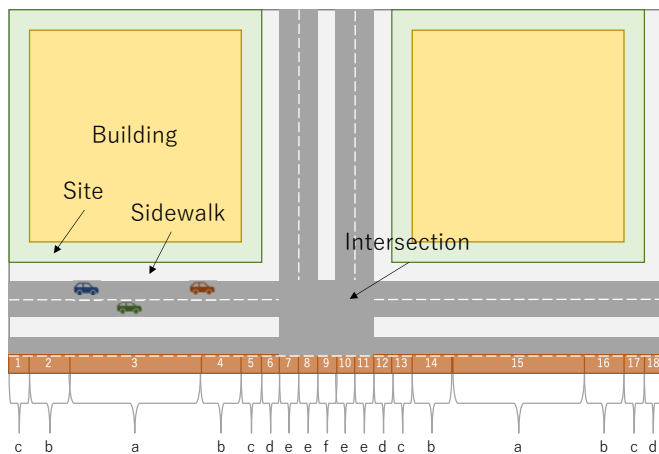 Building
Site
Sidewalk
Intersection
1 2 3 4 5 6 7 8 9 10 11 12 13 14 15 16 17 18
c b a b c d e e f e e d c b a b c d